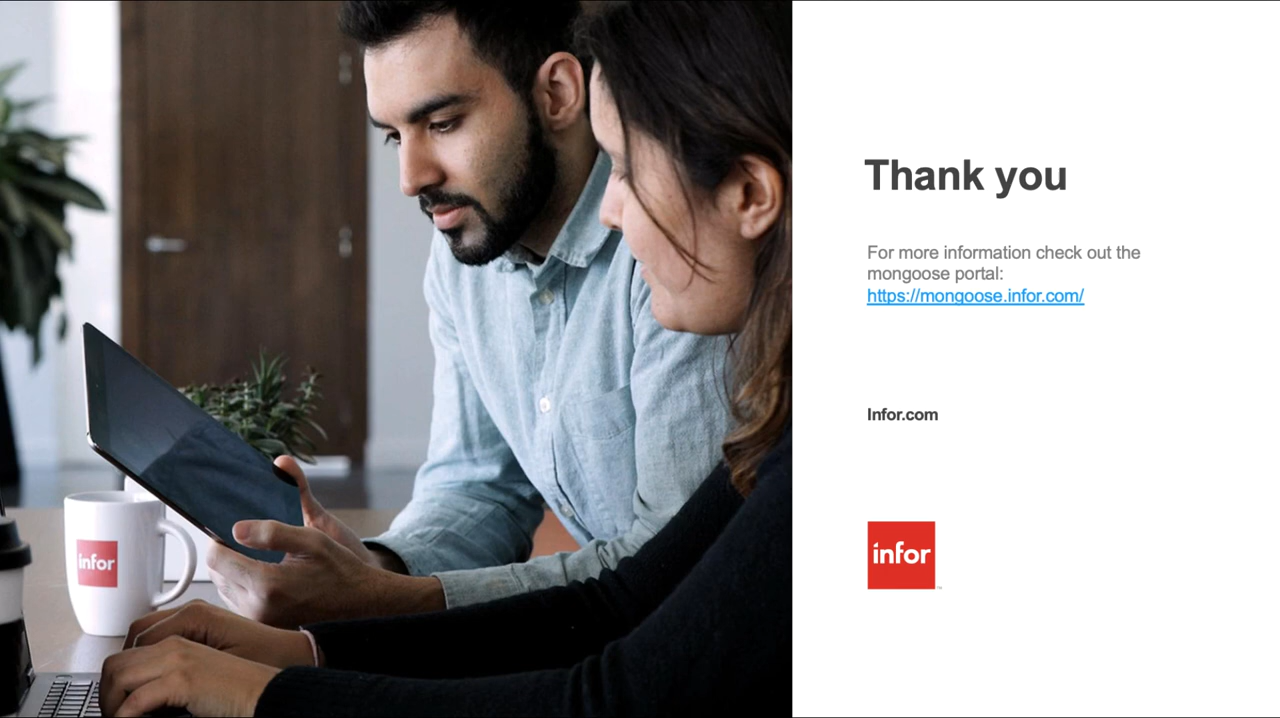 Thank you
For more information check out the
mongoose portal:
https://mongoose.infor.com/
Infor.com
infor
infor